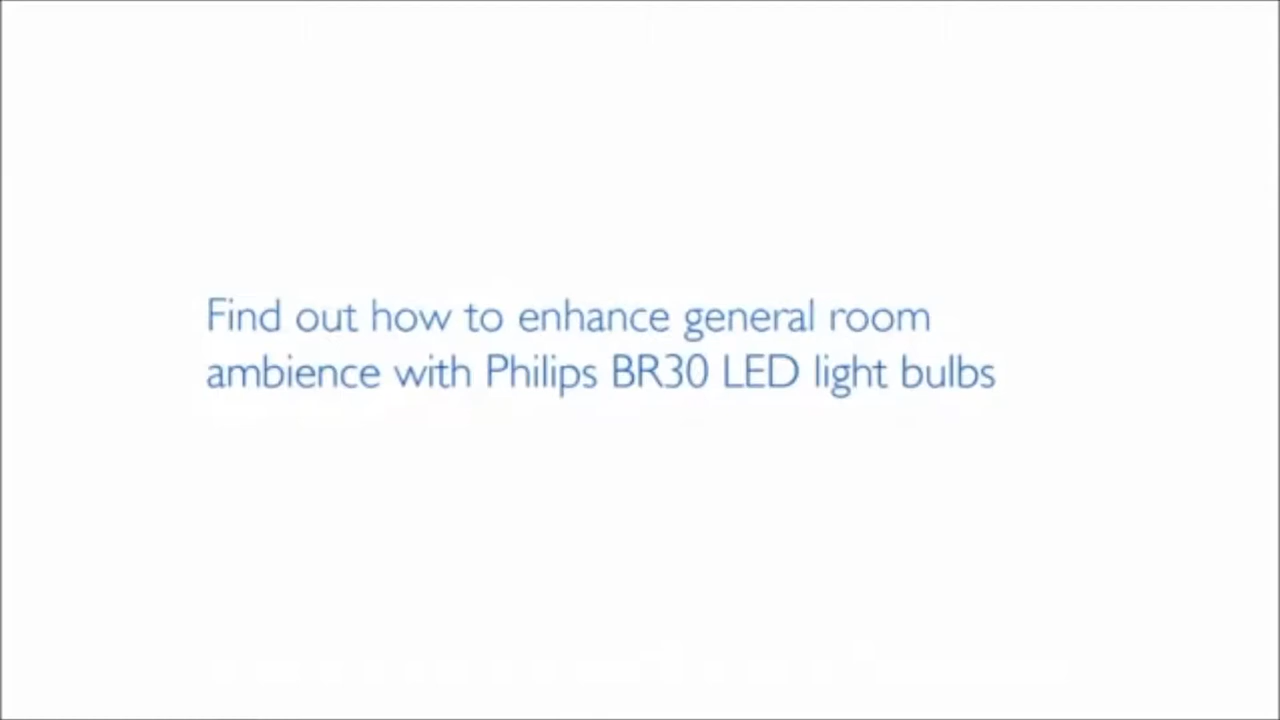 Find out how to enhance general room
ambience with Philips BR30 LED light bulbs